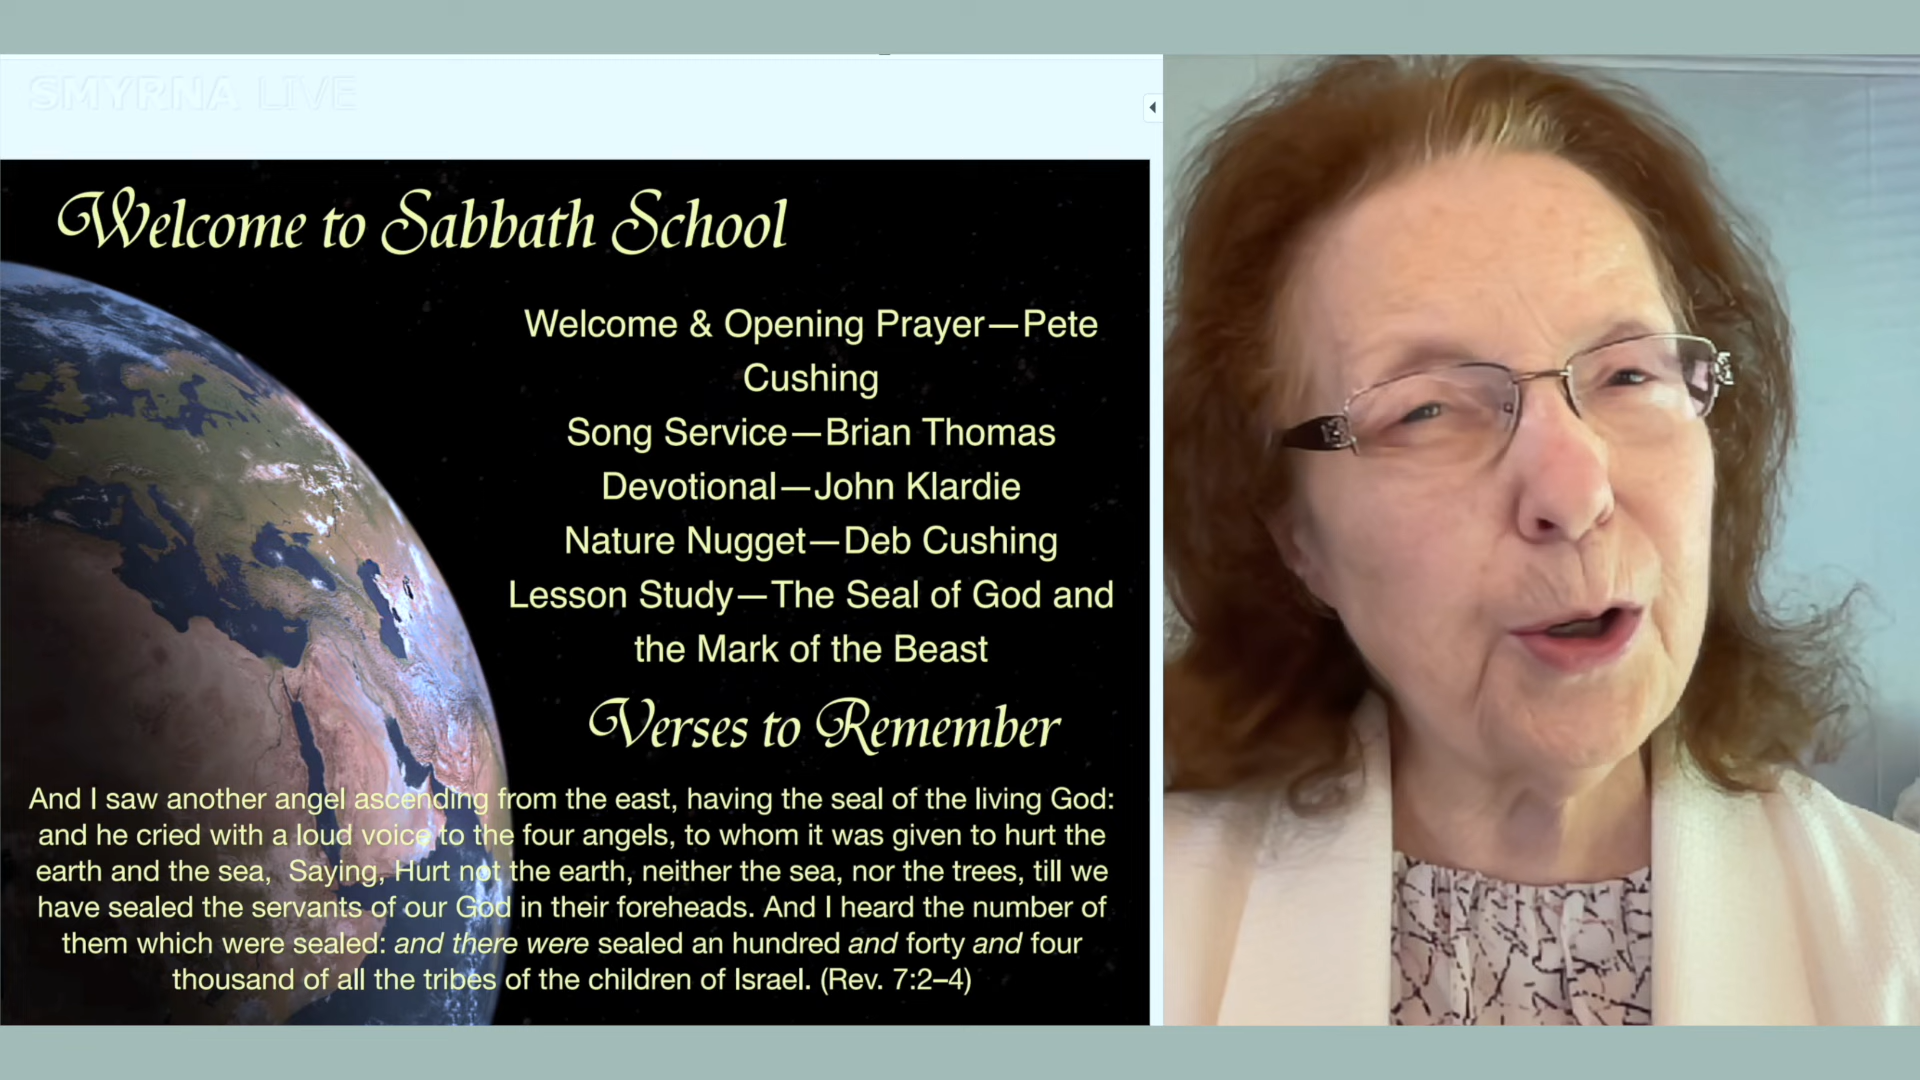 SMYRNA LIVE
Welcome to Sabbath School
Welcome & Opening Prayer—Pete
Cushing
Song Service—Brian Thomas
Devotional—John Klardie
Nature Nugget—Deb Cushing
Lesson Study—The Seal of God and
the Mark of the Beast
Verses to Remember
And I saw another angel ascending from the east, having the seal of the living God:
and he cried with a loud voice to the four angels, to whom it was given to hurt the
earth and the sea, Saying, Hurt not the earth, neither the sea, nor the trees, till we
have sealed the servants of our God in their foreheads. And I heard the number of
them which were sealed: and there were sealed an hundred and forty and four
thousand of all the tribes of the children of Israel. (Rev. 7:2–4)